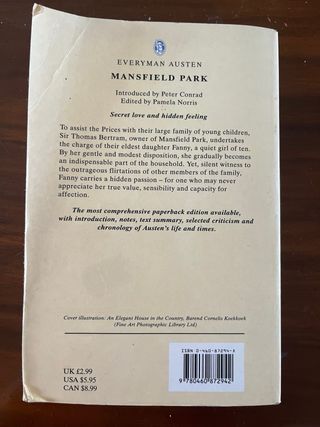 EVERYMAN AUSTEN
MANSFIELD PARK
Introduced by Peter Conrad
Edited by Pamela Norris
Secret love and hidden feeling
To assist the Prices with their large family of young children,
Sir Thomas Bertram, owner of Mansfield Park, undertakes
the charge of their eldest daughter Fanny, a quiet girl of ten.
By her gentle and modest disposition, she gradually becomes
an indispensable part of the household. Yet, silent witness to
the outrageous flirtations of other members of the family,
Fanny carries a hidden passion – for one who may never
appreciate her true value, sensibility and capacity for
affection.
The most comprehensive paperback edition available,
with introduction, notes, text summary, selected criticism and
chronology of Austen's life and times.
Cover illustration: An Elegant House in the Country, Barend Cornelis Koekkoek
(Fine Art Photographic Library Ltd)
ISBN 0-460-87294-X
9 780460 872942
UK £2.99
USA $5.95
CAN $8.99